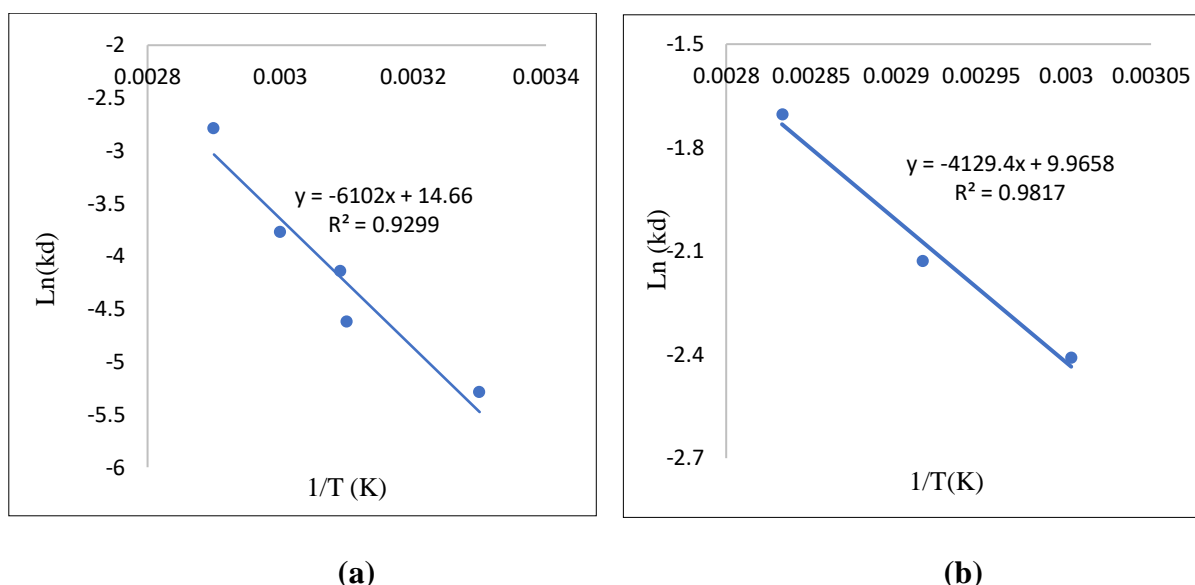 -2
0.0028 0.003 0.0032 0.0034
-2.5
-3
-3.5
-4
-4.5
-5
-5.5
-6
Ln(kd)
y = -6102x + 14.66
R² = 0.9299
1/T (K)
(a)
-1.5
0.0028 0.00285 0.0029 0.00295 0.003 0.00305
-1.8
-2.1
-2.4
-2.7
Ln (kd)
y = -4129.4x + 9.9658
R² = 0.9817
1/T(K)
(b)